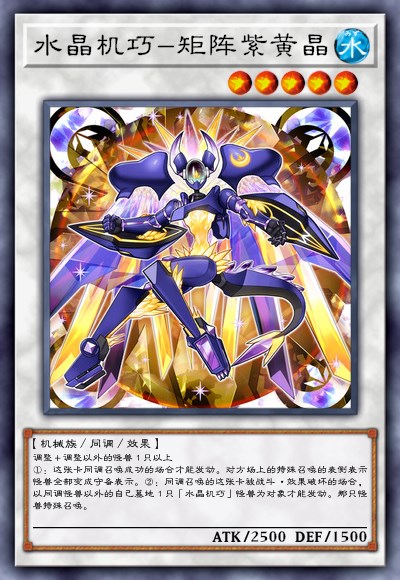 水晶机巧-矩阵紫黄晶
水
【机械族/同调/效果】
调整+调整以外的怪兽1只以上
①：这张卡同调召唤成功的场合才能发动。对方场上的特殊召唤的表侧表示
怪兽全部变成守备表示。②：同调召唤的这张卡被战斗·效果破坏的场合，
以同调怪兽以外的自己墓地1只「水晶机巧」怪兽为对象才能发动。那只怪
兽特殊召唤。
ATK/2500 DEF/1500